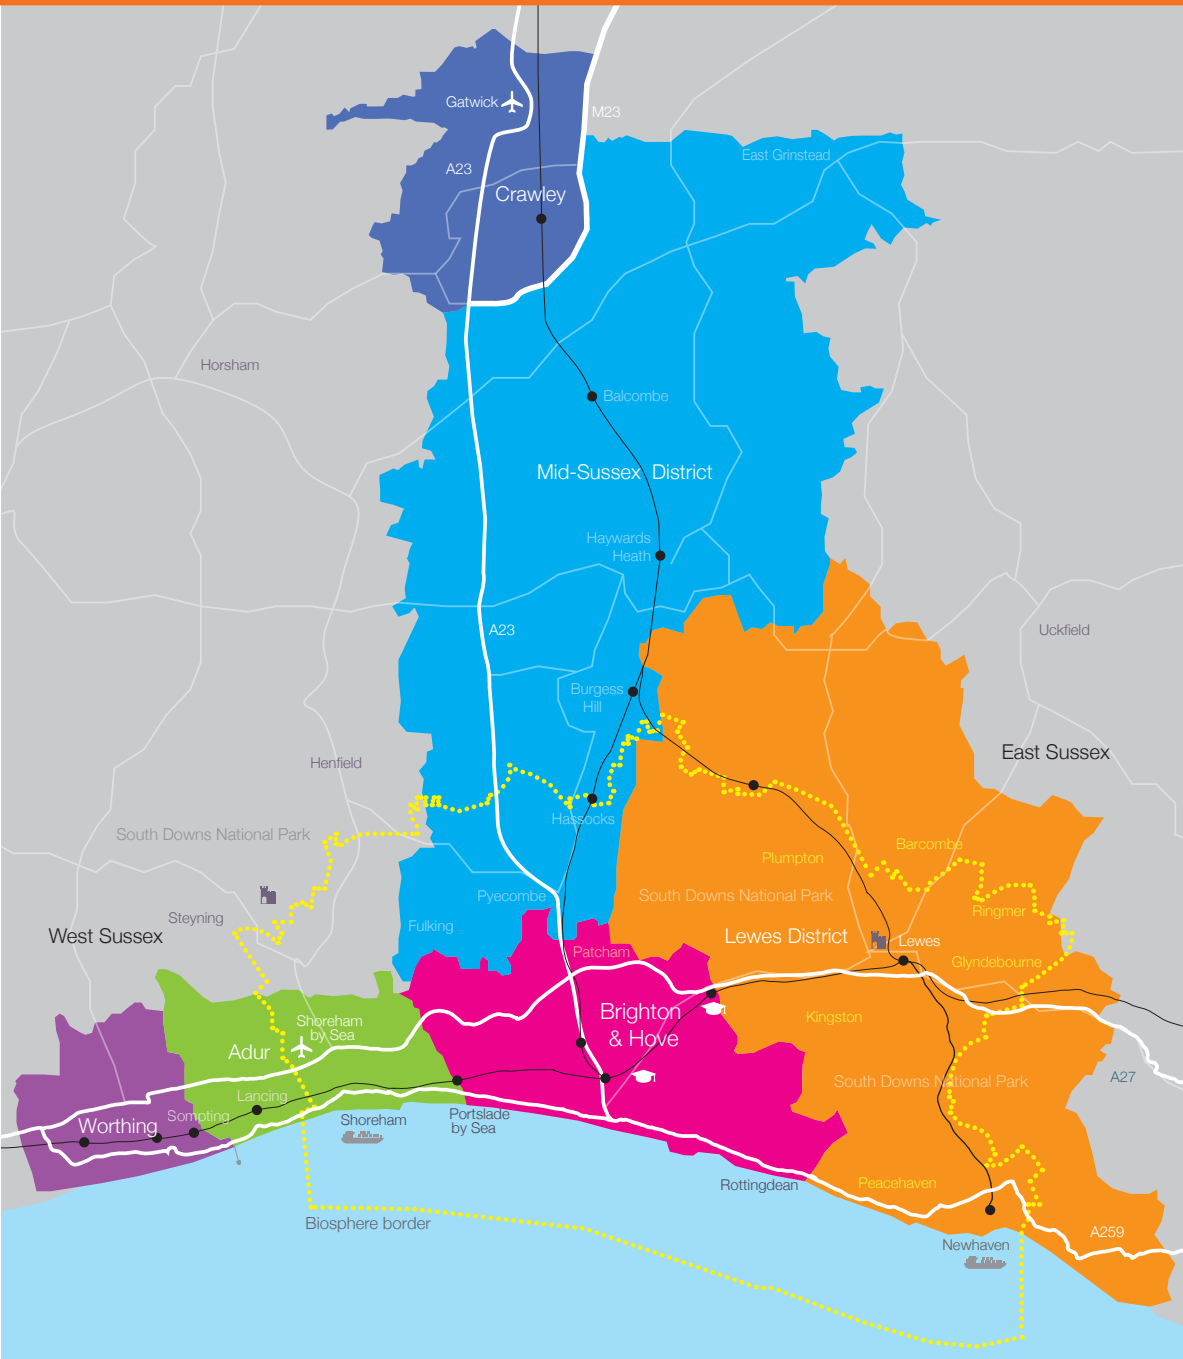 Gatwick
M23
East Grinstead
A23
Crawley
Horsham
Balcombe
Mid-Sussex District
Haywards
Heath
A23
Uckfield
Burgess
Hill
East Sussex
Henfield
Hassocks
South Downs National Park
Barcombe
Plumpton
Pyecombe
South Downs National Park
Ringmer
Steyning
Fulking
West Sussex
Lewes District
Lewes
Patcham
Glyndebourne
Brighton
& Hove
Kingston
Shoreham
by Sea
Adur
A27
South Downs National Park
Lancing
Sompting
Worthing
Shoreham
Portslade
by Sea
Rottingdean
Peacehaven
Biosphere border
A259
Newhaven